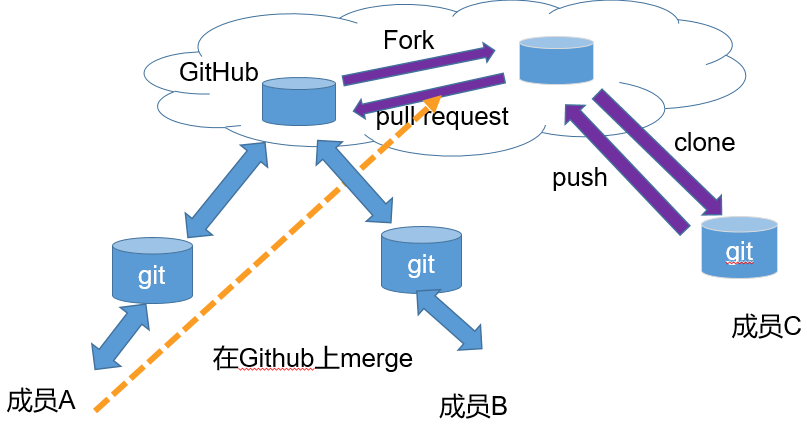 Fork
GitHub
pull request
clone
push
git
git
git
成员C
在Github上merge
成员A
成员B